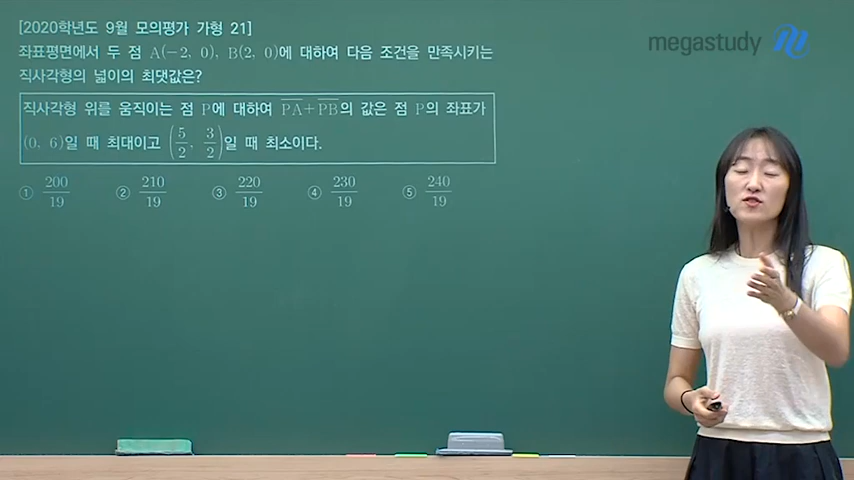 [2020학년도 9월 모의평가 가형 21]
megastudy
좌표평면에서 두 점 A(−2, 0), B(2, 0)에 대하여 다음 조건을 만족시키는
직사각형의 넓이의 최댓값은?
직사각형 위를 움직이는 점 P에 대하여 PA+PB의 값은 점 P의 좌표가
(0, 6)일 때 최대이고 (5/2, 3/2)일 때 최소이다.
① 200/19 ② 210/19 ③ 220/19 ④ 230/19 ⑤ 240/19